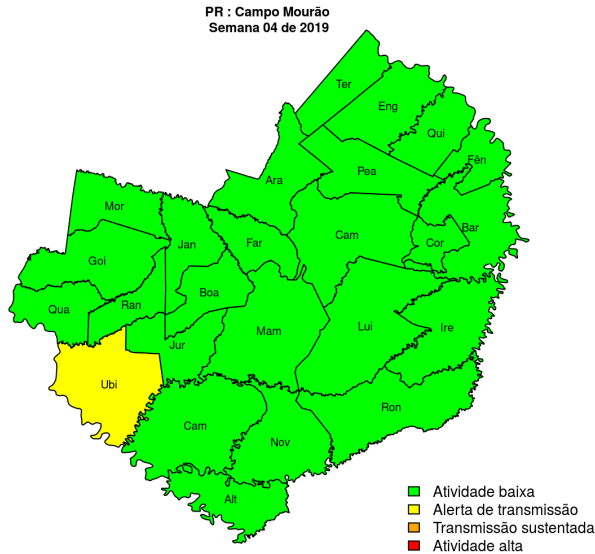 PR : Campo Mourão
Semana 04 de 2019
Ter
Eng
Qui
Fên
Pea
Ara
Mor
Bar
Cam
Cor
Jan
Far
Goi
Boa
Ran
Qua
Lui
Ire
Mam
Jur
Ubi
Ron
Cam
Nov
Alt
Atividade baixa
Alerta de transmissão
Transmissão sustentada
Atividade alta